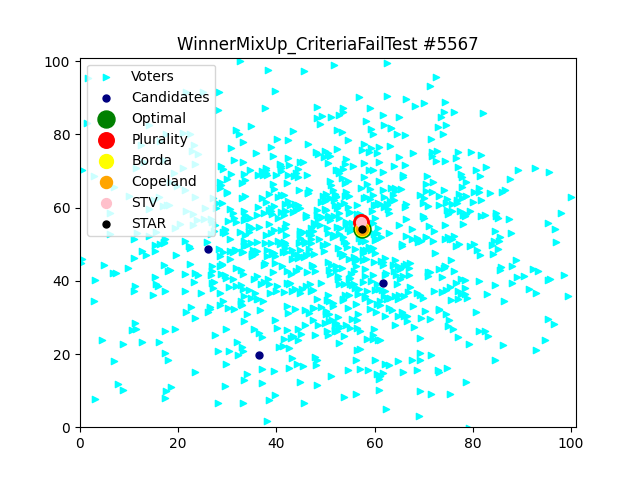 WinnerMixUp_CriteriaFailTest #5567
100
80
60
40
20
0
Voters
Candidates
Optimal
Plurality
Borda
Copeland
STV
STAR
0 20 40 60 80 100